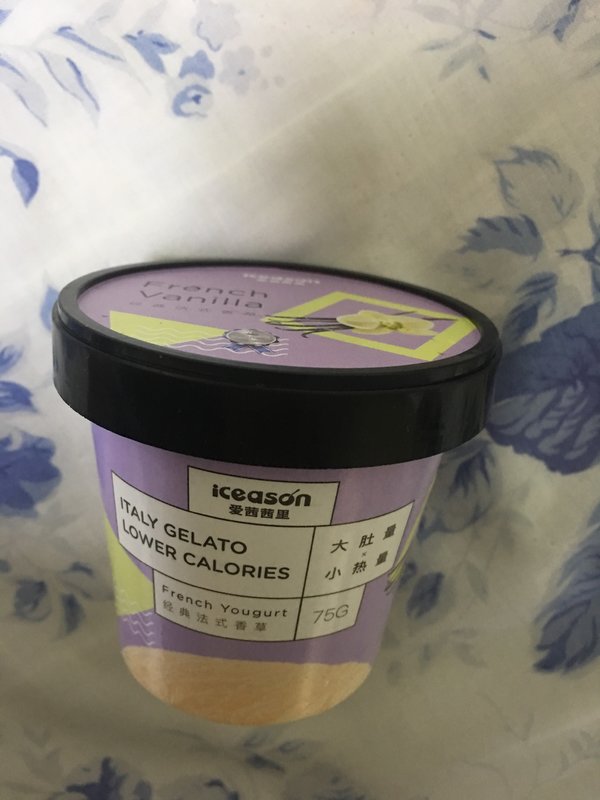 French
Vanilla
iceason
爱茜茜里
ITALY GELATO
LOWER CALORIES
大肚量
×
小热量
French Yougurt
经典法式香草
75G